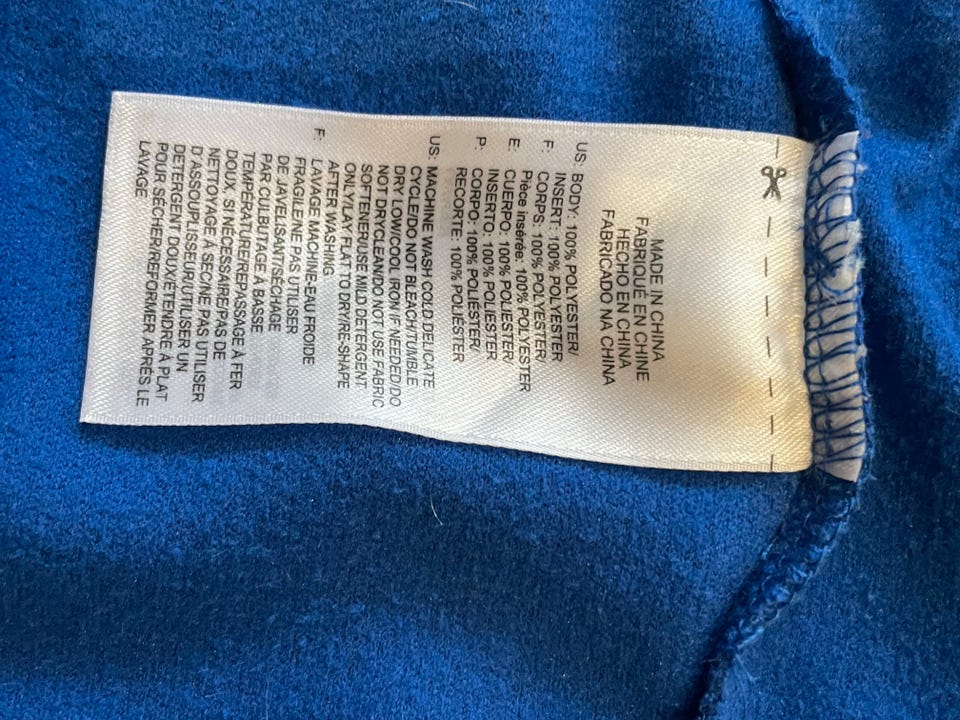 MADE IN CHINA
FABRIQUÉ EN CHINE
HECHO EN CHINA
FABRICADO NA CHINA
US: BODY: 100% POLYESTER/
INSERT: 100% POLYESTER
F: CORPS: 100% POLYESTER/
Pièce insérée: 100% POLYESTER
E: CUERPO: 100% POLIESTER/
INSERTO: 100% POLIESTER
P: CORPO: 100% POLIÉSTER/
RECORTE: 100% POLIÉSTER
US: MACHINE WASH COLD DELICATE
CYCLE/DO NOT BLEACH/TUMBLE
DRY LOW/COOL IRON IF NEEDED/DO
NOT DRYCLEAN/DO NOT USE FABRIC
SOFTENER/USE MILD DETERGENT
ONLY/LAY FLAT TO DRY/RE-SHAPE
AFTER WASHING
F: LAVAGE MACHINE-EAU FROIDE
FRAGILE/NE PAS UTILISER
DE JAVELISANT/SÉCHAGE
PAR CULBUTAGE À BASSE
TEMPÉRATURE/REPASSAGE À FER
DOUX, SI NÉCESSAIRE/PAS DE
NETTOYAGE À SEC/NE PAS UTILISER
D'ASSOUPLISSEUR/UTILISER UN
DÉTERGENT DOUX/ÉTENDRE À PLAT
POUR SÉCHER/REFORMER APRÈS LE
LAVAGE